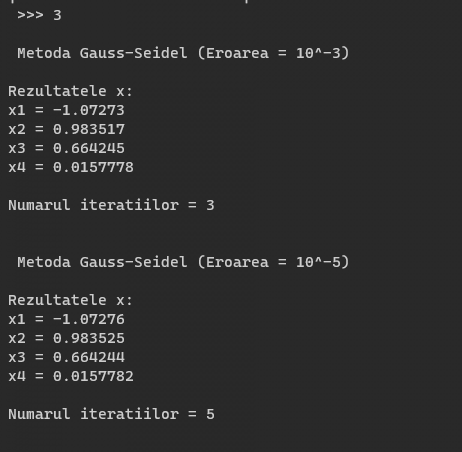 >>> 3
Metoda Gauss-Seidel (Eroarea = 10^-3)
Rezultatele x:
x1 = -1.07273
x2 = 0.983517
x3 = 0.664245
x4 = 0.0157778
Numarul iteratiilor = 3
Metoda Gauss-Seidel (Eroarea = 10^-5)
Rezultatele x:
x1 = -1.07276
x2 = 0.983525
x3 = 0.664244
x4 = 0.0157782
Numarul iteratiilor = 5